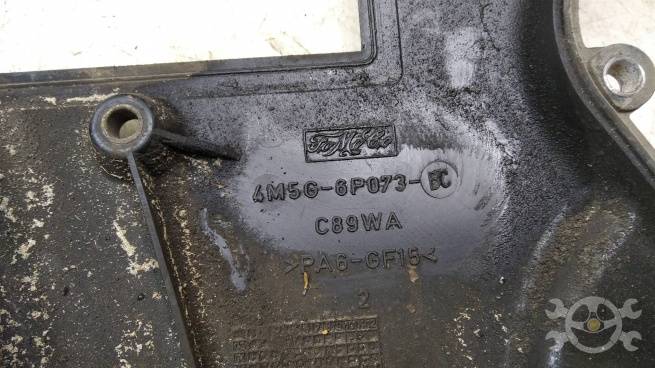 FoMoCo
4M5G-6P073-BC
C89WA
>PA6-GF15<
2